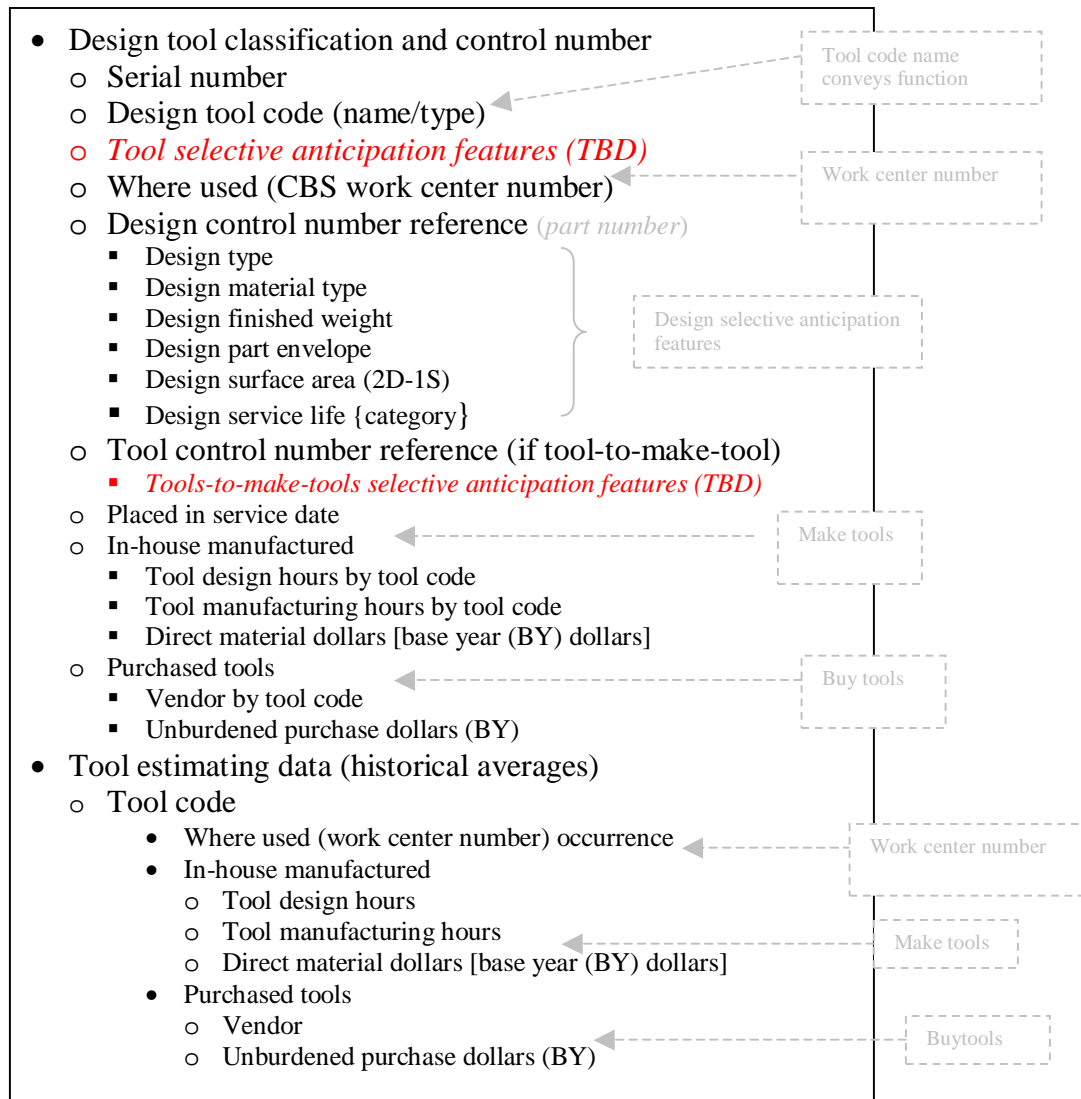 • Design tool classification and control number
o Serial number
Tool code name
conveys function
o Design tool code (name/type)
o Tool selective anticipation features (TBD)
o Where used (CBS work center number)
Work center number
o Design control number reference (part number)
▪ Design type
▪ Design material type
▪ Design finished weight
▪ Design part envelope
▪ Design surface area (2D-1S)
▪ Design service life {category}
Design selective anticipation
features
o Tool control number reference (if tool-to-make-tool)
▪ Tools-to-make-tools selective anticipation features (TBD)
o Placed in service date
o In-house manufactured
Make tools
▪ Tool design hours by tool code
▪ Tool manufacturing hours by tool code
▪ Direct material dollars [base year (BY) dollars]
o Purchased tools
Buy tools
▪ Vendor by tool code
▪ Unburdened purchase dollars (BY)
• Tool estimating data (historical averages)
o Tool code
• Where used (work center number) occurrence
Work center number
• In-house manufactured
o Tool design hours
o Tool manufacturing hours
o Direct material dollars [base year (BY) dollars]
Make tools
• Purchased tools
o Vendor
o Unburdened purchase dollars (BY)
Buytools